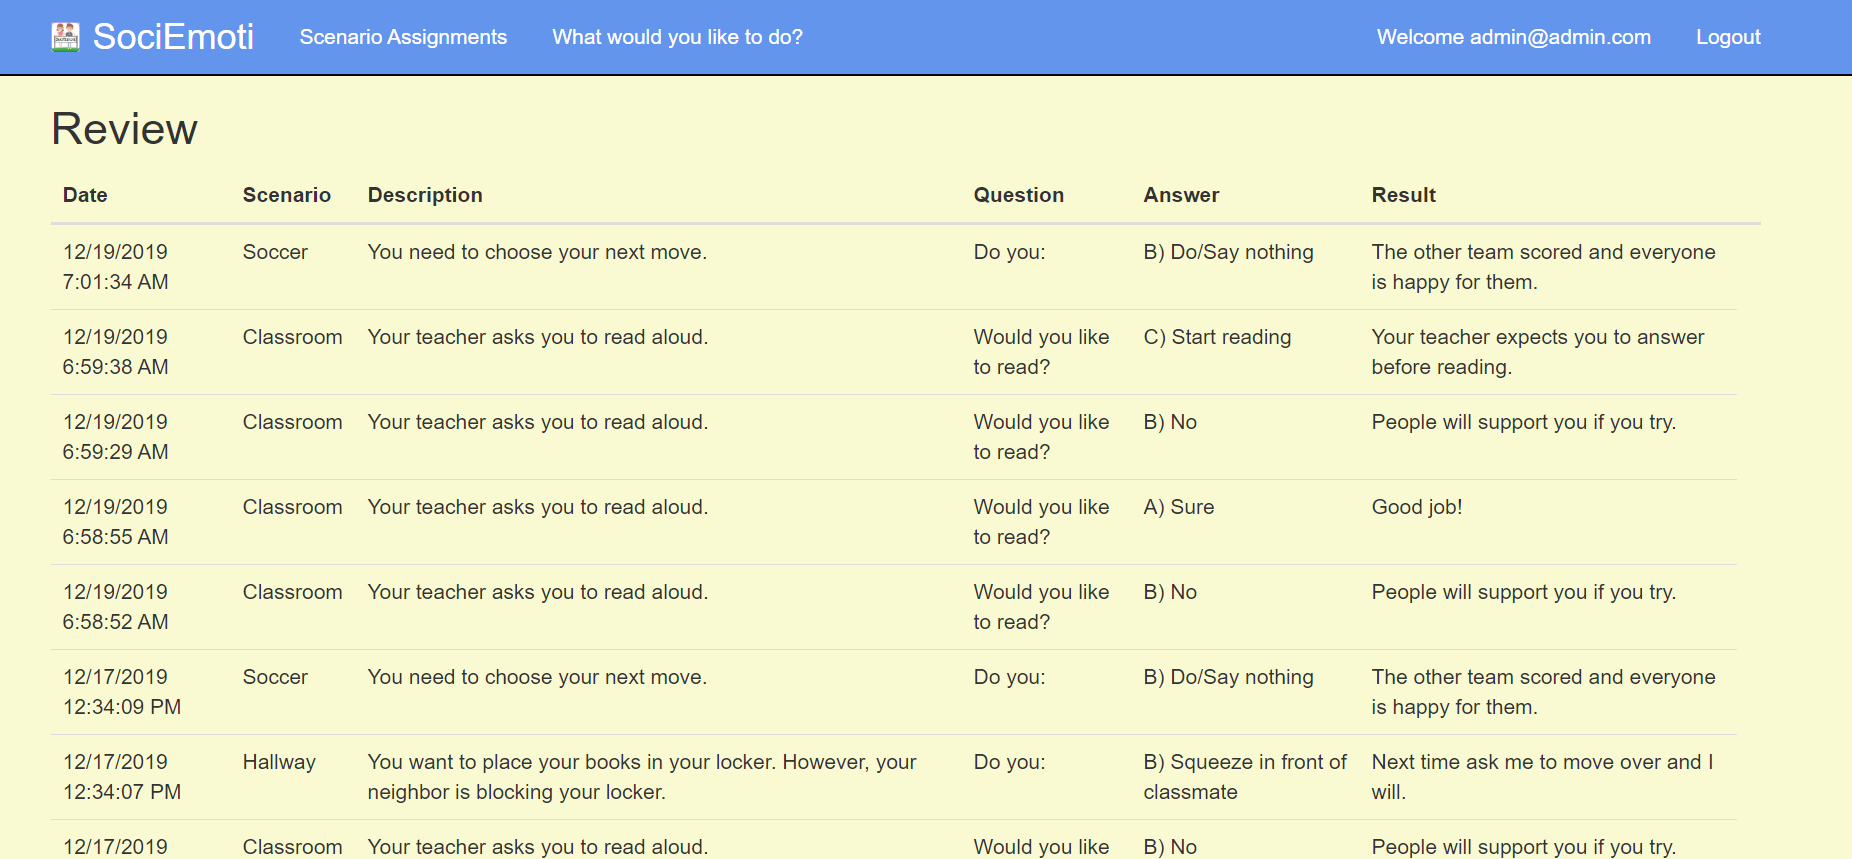 SociEmoti Scenario Assignments What would you like to do? Welcome admin@admin.com Logout
Review
Date Scenario Description Question Answer Result
12/19/2019 Soccer You need to choose your next move. Do you: B) Do/Say nothing The other team scored and everyone
7:01:34 AM is happy for them.
12/19/2019 Classroom Your teacher asks you to read aloud. Would you like C) Start reading Your teacher expects you to answer
6:59:38 AM to read? before reading.
12/19/2019 Classroom Your teacher asks you to read aloud. Would you like B) No People will support you if you try.
6:59:29 AM to read?
12/19/2019 Classroom Your teacher asks you to read aloud. Would you like A) Sure Good job!
6:58:55 AM to read?
12/19/2019 Classroom Your teacher asks you to read aloud. Would you like B) No People will support you if you try.
6:58:52 AM to read?
12/17/2019 Soccer You need to choose your next move. Do you: B) Do/Say nothing The other team scored and everyone
12:34:09 PM is happy for them.
12/17/2019 Hallway You want to place your books in your locker. However, your Do you: B) Squeeze in front of Next time ask me to move over and I
12:34:07 PM neighbor is blocking your locker. classmate will.
12/17/2019 Classroom Your teacher asks you to read aloud. Would you like B) No People will support you if you try.